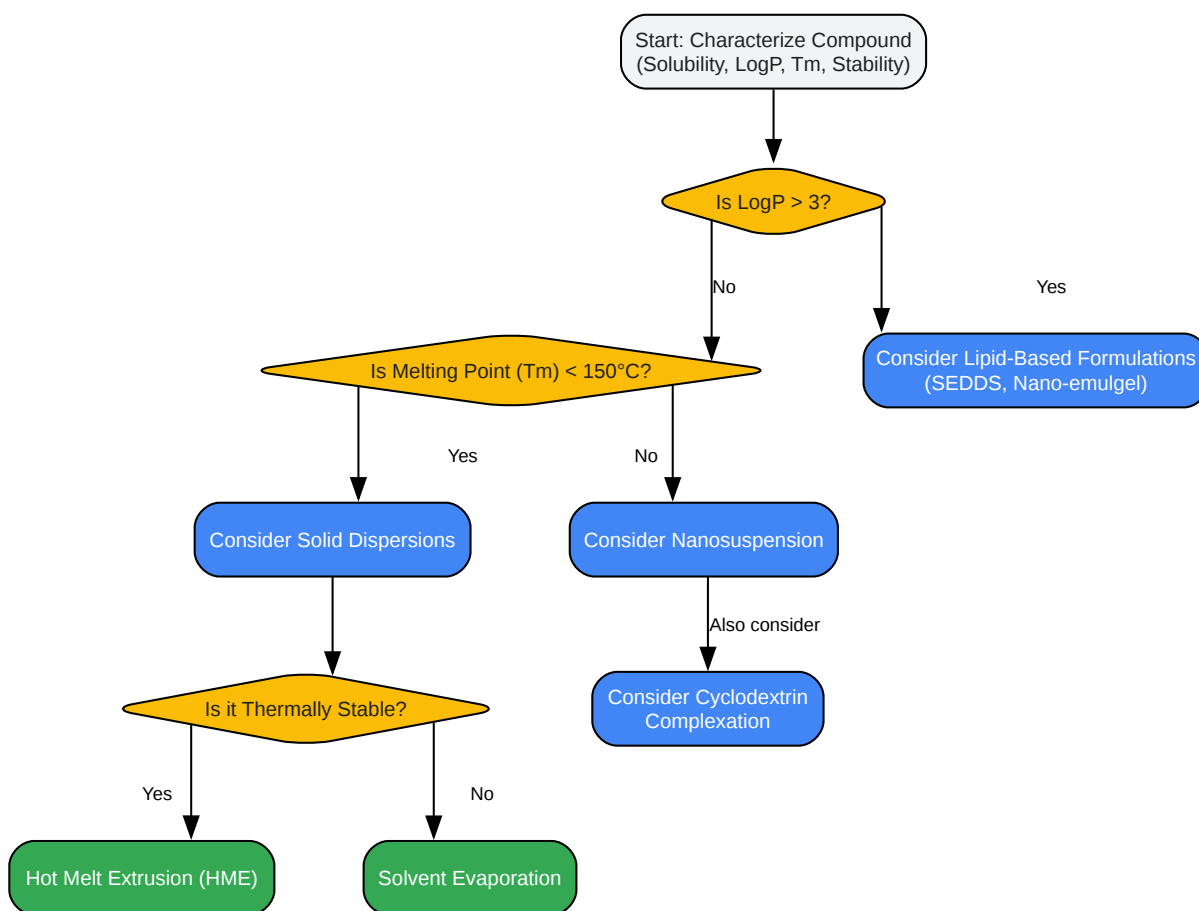 Start: Characterize Compound
(Solubility, LogP, Tm, Stability)
Is LogP > 3?
No
Yes
Is Melting Point (Tm) < 150°C?
Consider Lipid-Based Formulations
(SEDDS, Nano-emulgel)
Yes
No
Consider Solid Dispersions
Consider Nanosuspension
Also consider
Is it Thermally Stable?
Consider Cyclodextrin
Complexation
Yes
No
Hot Melt Extrusion (HME)
Solvent Evaporation